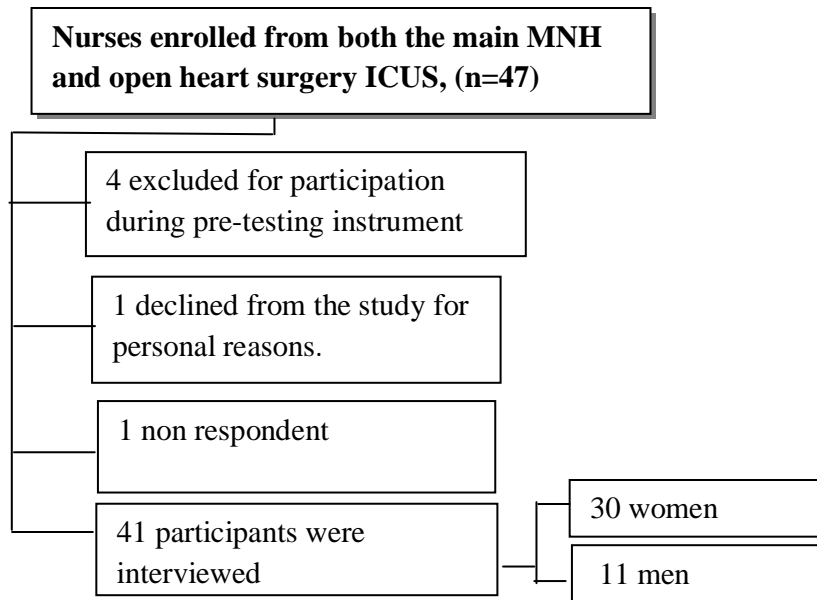 Nurses enrolled from both the main MNH
and open heart surgery ICUS, (n=47)
4 excluded for participation
during pre-testing instrument
1 declined from the study for
personal reasons.
1 non respondent
41 participants were
interviewed
30 women
11 men